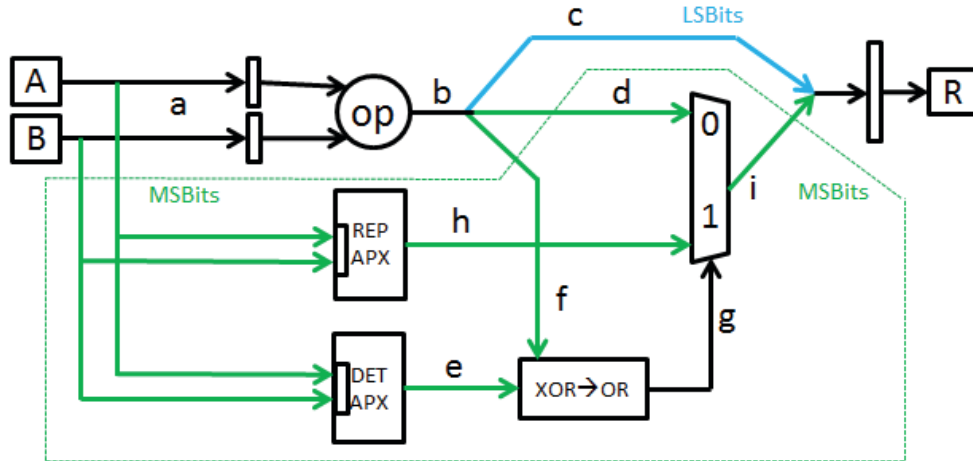 c
LSBits
A
a
op
b
d
0
R
B
MSBits
i
MSBits
1
REP
APX
h
f
g
DET
APX
e
XOR→OR